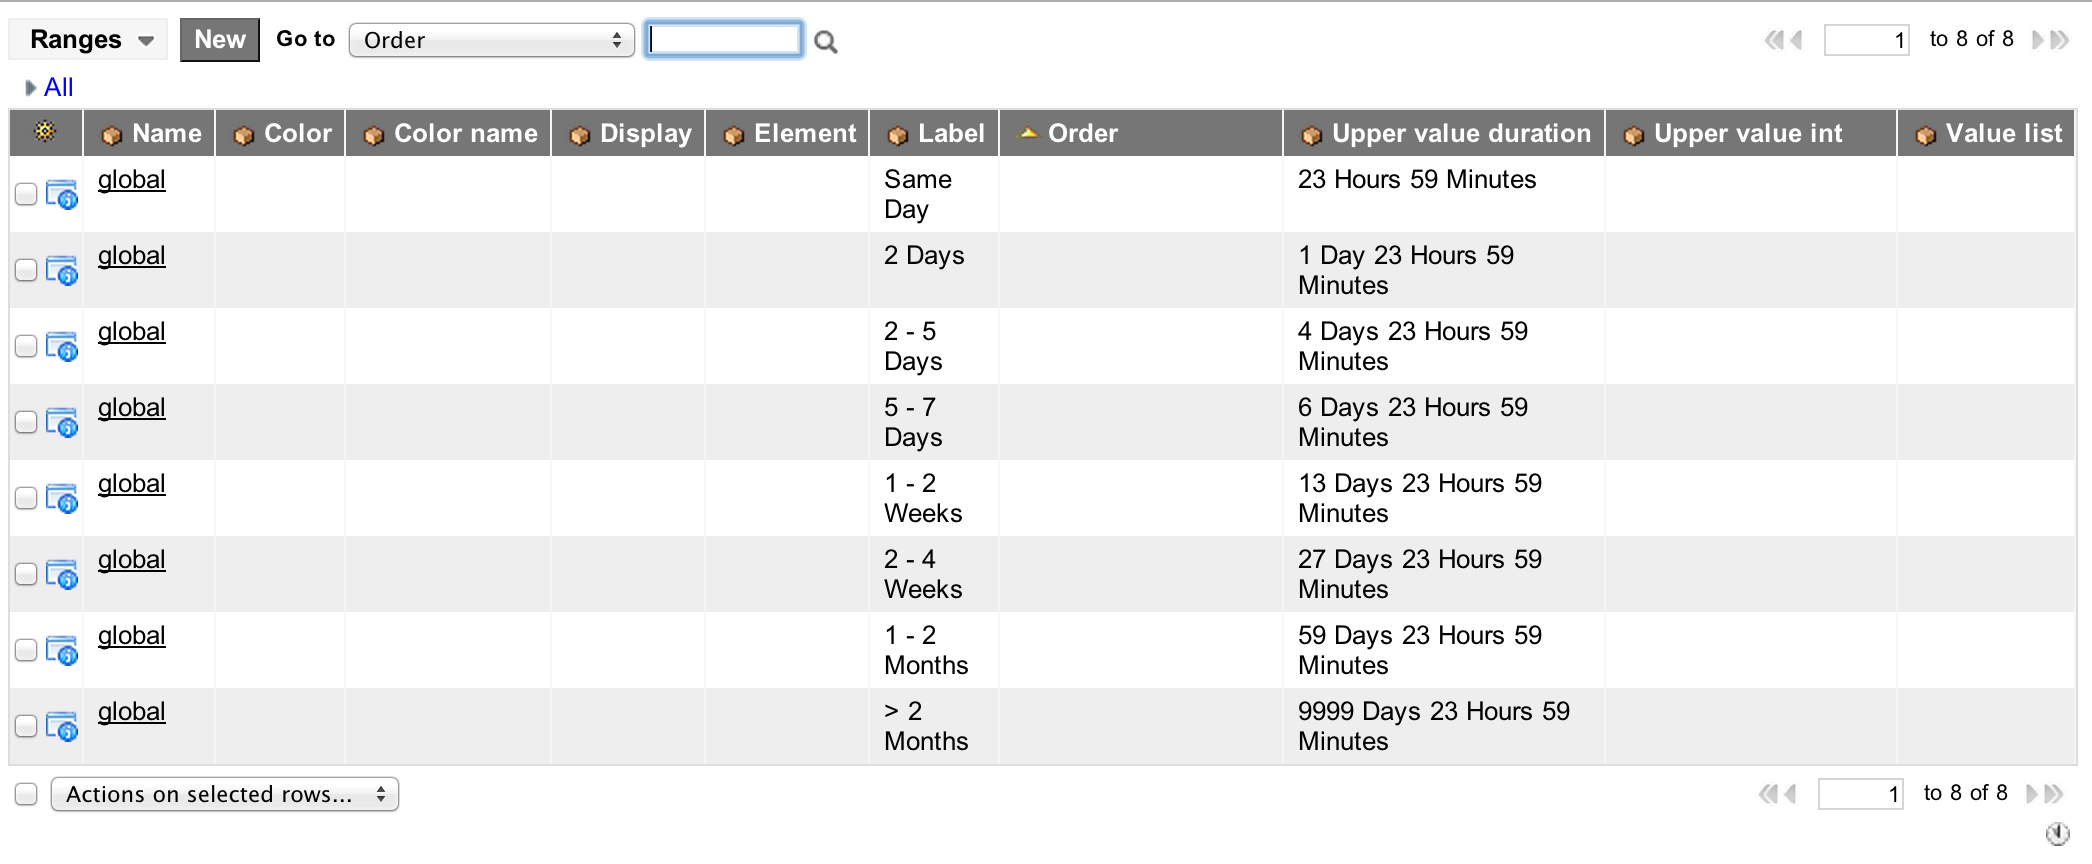 Ranges New Go to Order 1 to 8 of 8
All
Name Color Color name Display Element Label Order Upper value duration Upper value int Value list
global Same Day 23 Hours 59 Minutes
global 2 Days 1 Day 23 Hours 59 Minutes
global 2 - 5 Days 4 Days 23 Hours 59 Minutes
global 5 - 7 Days 6 Days 23 Hours 59 Minutes
global 1 - 2 Weeks 13 Days 23 Hours 59 Minutes
global 2 - 4 Weeks 27 Days 23 Hours 59 Minutes
global 1 - 2 Months 59 Days 23 Hours 59 Minutes
global > 2 Months 9999 Days 23 Hours 59 Minutes
Actions on selected rows... 1 to 8 of 8